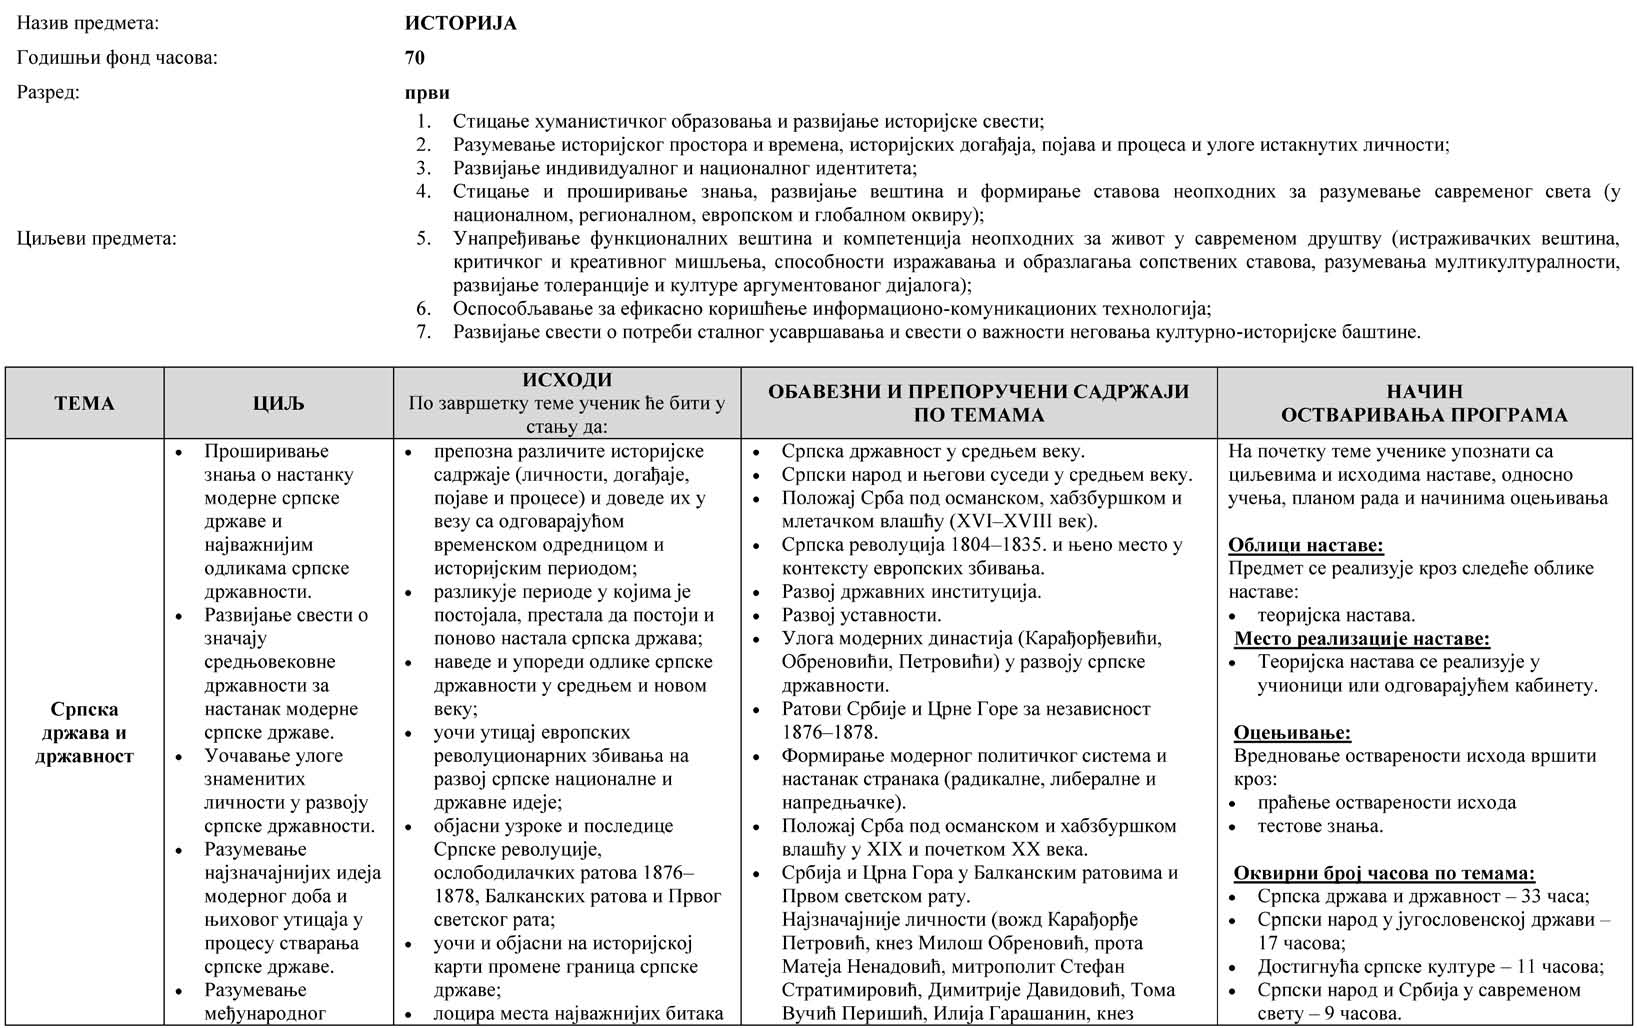 Назив предмета: ИСТОРИЈА
Годишњи фонд часова: 70
Разред: први
Циљеви предмета:
1. Стицање хуманистичког образовања и развијање историјске свести;
2. Разумевање историјског простора и времена, историјских догађаја, појава и процеса и улоге истакнутих личности;
3. Развијање индивидуалног и националног идентитета;
4. Стицање и проширивање знања, развијање вештина и формирање ставова неопходних за разумевање савременог света (у
националном, регионалном, европском и глобалном оквиру);
5. Унапређивање функционалних вештина и компетенција неопходних за живот у савременом друштву (истраживачких вештина,
критичког и креативног мишљења, способности изражавања и образлагања сопствених ставова, разумевања мултикултуралности,
развијање толеранције и културе аргументованог дијалога);
6. Оспособљавање за ефикасно коришћење информационо-комуникационих технологија;
7. Развијање свести о потреби сталног усавршавања и свести о важности неговања културно-историјске баштине.
ТЕМА
ЦИЉ
ИСХОДИ
По завршетку теме ученик ће бити у
стању да:
ОБАВЕЗНИ И ПРЕПОРУЧЕНИ САДРЖАЈИ
ПО ТЕМАМА
НАЧИН
ОСТВАРИВАЊА ПРОГРАМА
Српска
држава и
државност
• Проширивање
знања о настанку
модерне српске
државе и
најважнијим
одликама српске
државности.
• Развијање свести о
значају
средњовековне
државности за
настанак модерне
српске државе.
• Уочавање улоге
знаменитих
личности у развоју
српске државности.
• Разумевање
најзначајнијих идеја
модерног доба и
њиховог утицаја у
процесу стварања
српске државе.
• Разумевање
међународног
• препозна различите историјске
садржаје (личности, догађаје,
појаве и процесе) и доведе их у
везу са одговарајућом
временском одредницом и
историјским периодом;
• разликује периоде у којима је
постојала, престала да постоји и
поново настала српска држава;
• наведе и упореди одлике српске
државности у средњем и новом
веку;
• уочи утицај европских
револуционарних збивања на
развој српске националне и
државне идеје;
• објасни узроке и последице
Српске револуције,
ослободилачких ратова 1876–
1878, Балканских ратова и Првог
светског рата;
• уочи и објасни на историјској
карти промене граница српске
државе;
• лоцира места најважнијих битака
• Српска државност у средњем веку.
• Српски народ и његови суседи у средњем веку.
• Положај Срба под османском, хабзбуршком и
млетачком влашћу (XVI–XVIII век).
• Српска револуција 1804–1835. и њено место у
контексту европских збивања.
• Развој државних институција.
• Развој уставности.
• Улога модерних династија (Карађорђевићи,
Обреновићи, Петровићи) у развоју српске
државности.
• Ратови Србије и Црне Горе за независност
1876–1878.
• Формирање модерног политичког система и
настанак странака (радикалне, либералне и
напредњачке).
• Положај Срба под османском и хабзбуршком
влашћу у XIX и почетком XX века.
• Србија и Црна Гора у Балканским ратовима и
Првом светском рату.
Најзначајније личности (вожд Карађорђе
Петровић, кнез Милош Обреновић, прота
Матеја Ненадовић, митрополит Стефан
Стратимировић, Димитрије Давидовић, Тома
Вучић Перишић, Илија Гарашанин, кнез
На почетку теме ученике упознати са
циљевима и исходима наставе, односно
учења, планом рада и начинима оцењивања
Облици наставе:
Предмет се реализује кроз следеће облике
наставе:
• теоријска настава.
Место реализације наставе:
• Теоријска настава се реализује у
учионици или одговарајућем кабинету.
Оцењивање:
Вредновање остварености исхода вршити
кроз:
• праћење остварености исхода
• тестове знања.
Оквирни број часова по темама:
• Српска држава и државност – 33 часа;
• Српски народ у југословенској држави –
17 часова;
• Достигнућа српске културе – 11 часова;
• Српски народ и Србија у савременом
свету – 9 часова.